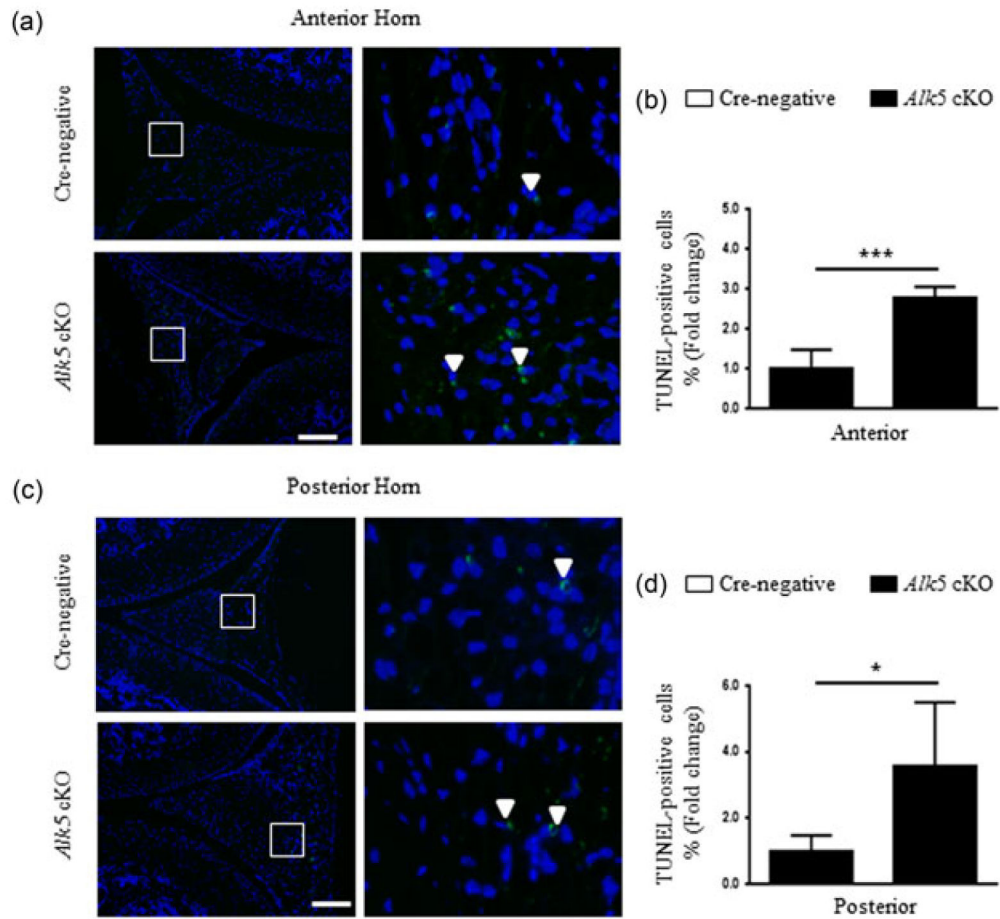 (a)
Anterior Horn
Cre-negative
Alk5 cKO
(b)
Cre-negative
Alk5 cKO
TUNEL-positive cells
% (Fold change)
5.0
4.0
3.0
2.0
1.0
0.0
***
Anterior
(c)
Posterior Horn
Cre-negative
Alk5 cKO
(d)
Cre-negative
Alk5 cKO
TUNEL-positive cells
% (Fold change)
6.0
4.0
2.0
0.0
*
Posterior